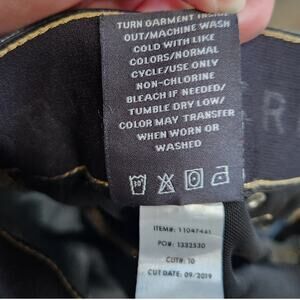 TURN GARMENT INSIDE
OUT/MACHINE WASH
COLD WITH LIKE
COLORS/NORMAL
CYCLE/USE ONLY
NON-CHLORINE
BLEACH IF NEEDED/
TUMBLE DRY LOW/
COLOR MAY TRANSFER
WHEN WORN OR
WASHED
ITEM#: 11047461
PO#: 1332530
CUT#: 10
CUT DATE: 09/2019